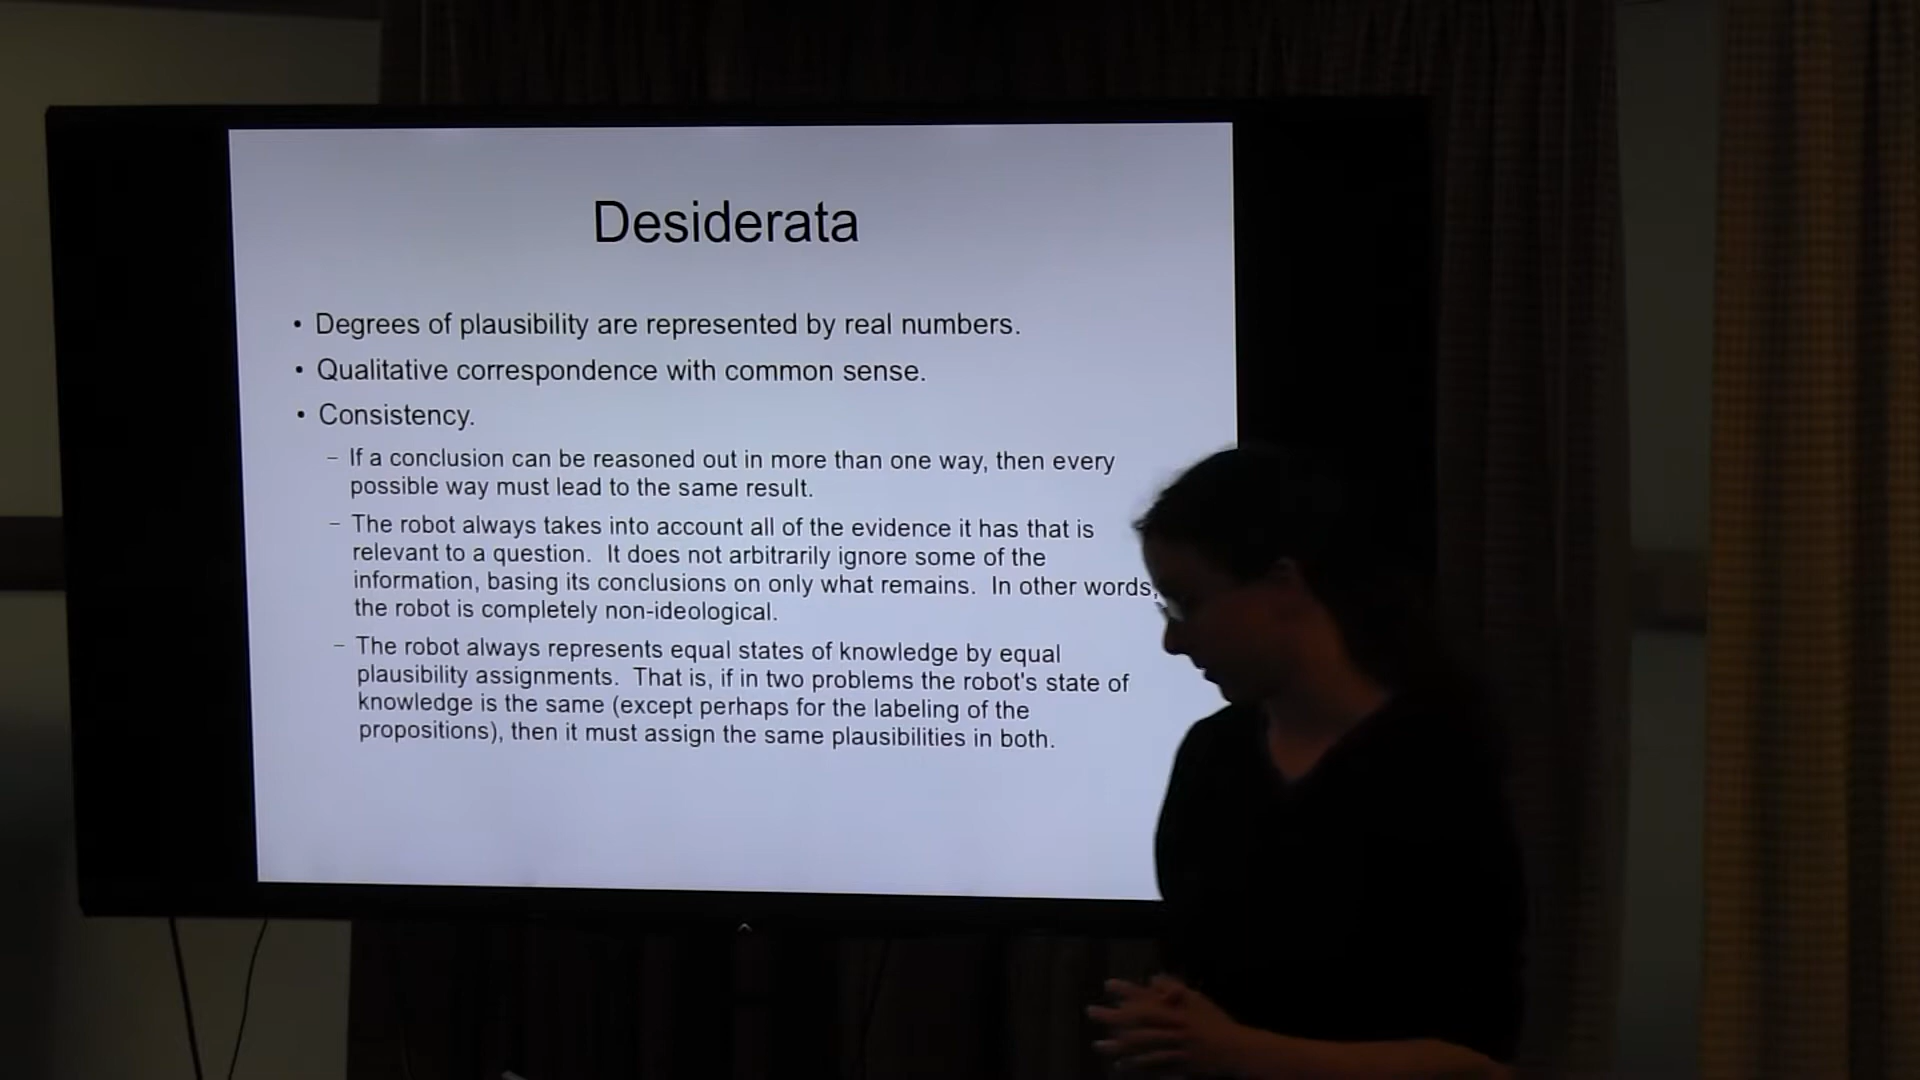 Desiderata
• Degrees of plausibility are represented by real numbers.
• Qualitative correspondence with common sense.
• Consistency.
– If a conclusion can be reasoned out in more than one way, then every
possible way must lead to the same result.
– The robot always takes into account all of the evidence it has that is
relevant to a question. It does not arbitrarily ignore some of the
information, basing its conclusions on only what remains. In other words,
the robot is completely non-ideological.
– The robot always represents equal states of knowledge by equal
plausibility assignments. That is, if in two problems the robot's state of
knowledge is the same (except perhaps for the labeling of the
propositions), then it must assign the same plausibilities in both.